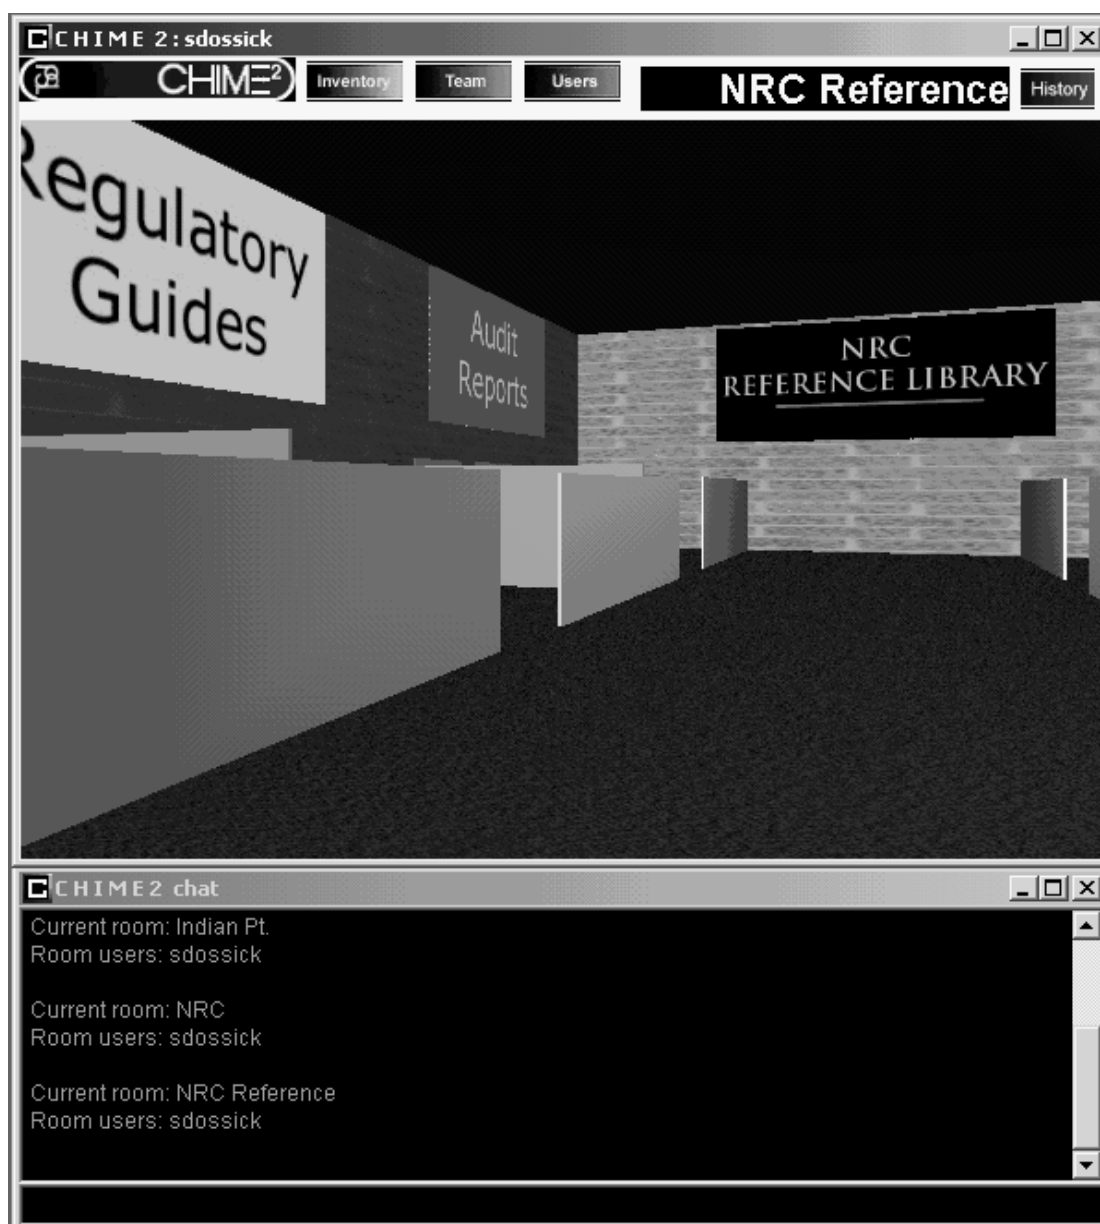 CHIME 2: sdossick
CHIME2 Inventory Team Users NRC Reference History
Regulatory
Guides
Audit
Reports
NRC
REFERENCE LIBRARY
CHIME2 chat
Current room: Indian Pt.
Room users: sdossick
Current room: NRC
Room users: sdossick
Current room: NRC Reference
Room users: sdossick